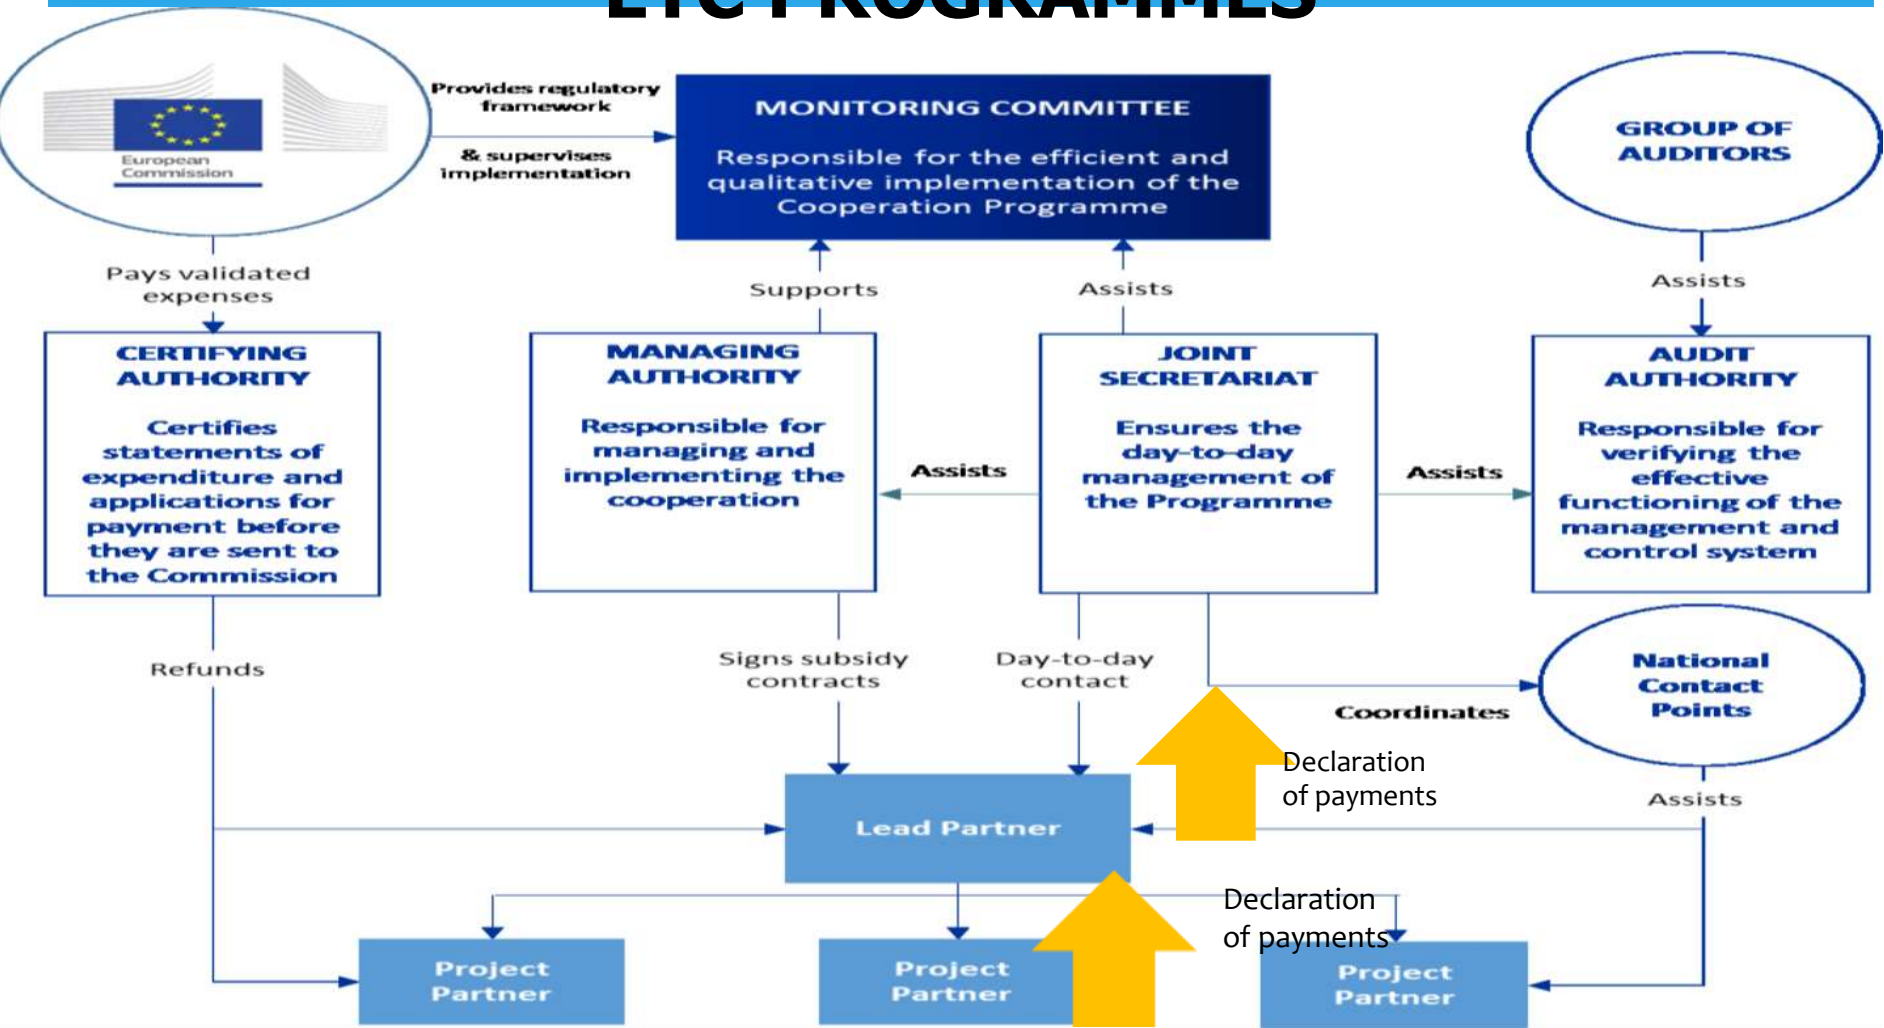 ETC PROGRAMMES
European
Commission
Provides regulatory
framework
& supervises
implementation
MONITORING COMMITTEE
Responsible for the efficient and
qualitative implementation of the
Cooperation Programme
GROUP OF
AUDITORS
Pays validated
expenses
Supports
Assists
Assists
CERTIFYING
AUTHORITY
Certifies
statements of
expenditure and
applications for
payment before
they are sent to
the Commission
MANAGING
AUTHORITY
Responsible for
managing and
implementing the
cooperation
Assists
JOINT
SECRETARIAT
Ensures the
day-to-day
management of
the Programme
Assists
AUDIT
AUTHORITY
Responsible for
verifying the
effective
functioning of the
management and
control system
Refunds
Signs subsidy
contracts
Day-to-day
contact
Coordinates
National
Contact
Points
Declaration
of payments
Assists
Lead Partner
Declaration
of payments
Project
Partner
Project
Partner
Project
Partner